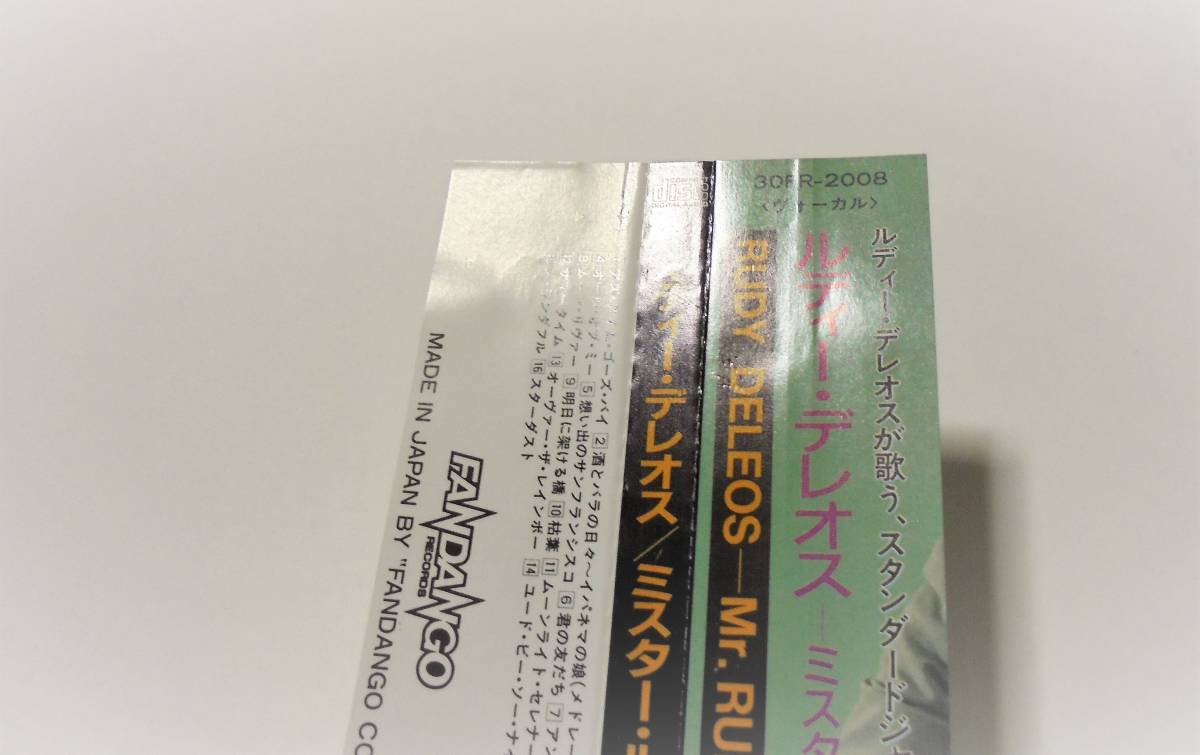 30FR-2008
〈ヴォーカル〉
ルディー・デレオスが歌う、スタンダードジャ
ルディー・デレオス―ミスタ
RUDY DELEOS―Mr. RU
disc
DIGITAL AUDIO
ディー・デレオス/ミスター・
ム・ゴーズ・バイ 2 酒とバラの日々〜イパネマの娘(メドレー
オブ・ミー 5 想い出のサンフランシスコ 6 君の友だち 7 アン
ム・リヴァー 9 明日に架ける橋 10 枯葉 11 ムーンライト・セレナー
タイム 13 オーヴァー・ザ・レインボー 14 ユード・ビー・ソー・ナイ
ンダフル 16 スターダスト
FANDANGO
RECORDS
MADE IN JAPAN BY "FANDANGO CO